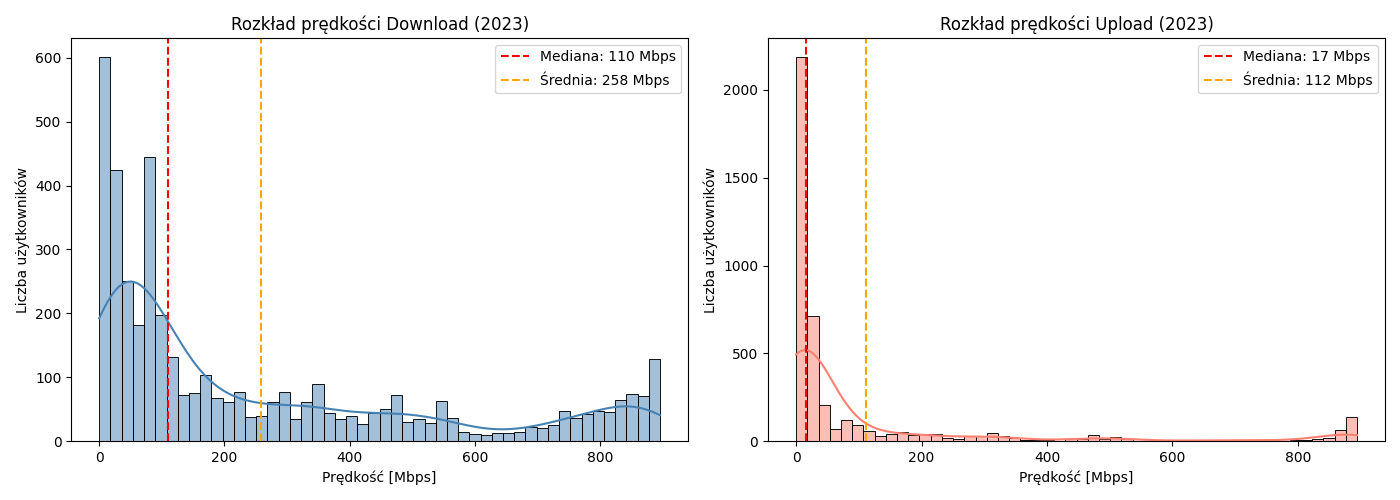 Rozkład prędkości Download (2023)
Mediana: 110 Mbps
Średnia: 258 Mbps
Liczba użytkowników
600
500
400
300
200
100
0
0
200
400
600
800
Prędkość [Mbps]
Rozkład prędkości Upload (2023)
Mediana: 17 Mbps
Średnia: 112 Mbps
Liczba użytkowników
2000
1500
1000
500
0
0
200
400
600
800
Prędkość [Mbps]